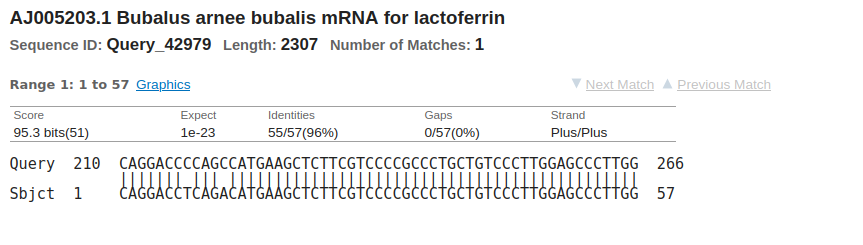 AJ005203.1 Bubalus arnee bubalis mRNA for lactoferrin
Sequence ID: Query_42979 Length: 2307 Number of Matches: 1
Range 1: 1 to 57 Graphics ▼ Next Match ▲ Previous Match
Score Expect Identities Gaps Strand
95.3 bits(51) 1e-23 55/57(96%) 0/57(0%) Plus/Plus
Query 210 CAGGACCCCAGCCATGAAGCTCTTCGTCCCCGCCCTGCTGTCCCTTGGAGCCCTTGG 266
||||||| ||| |||||||||||||||||||||||||||||||||||||||||||||
Sbjct 1 CAGGACCTCAGACATGAAGCTCTTCGTCCCCGCCCTGCTGTCCCTTGGAGCCCTTGG 57